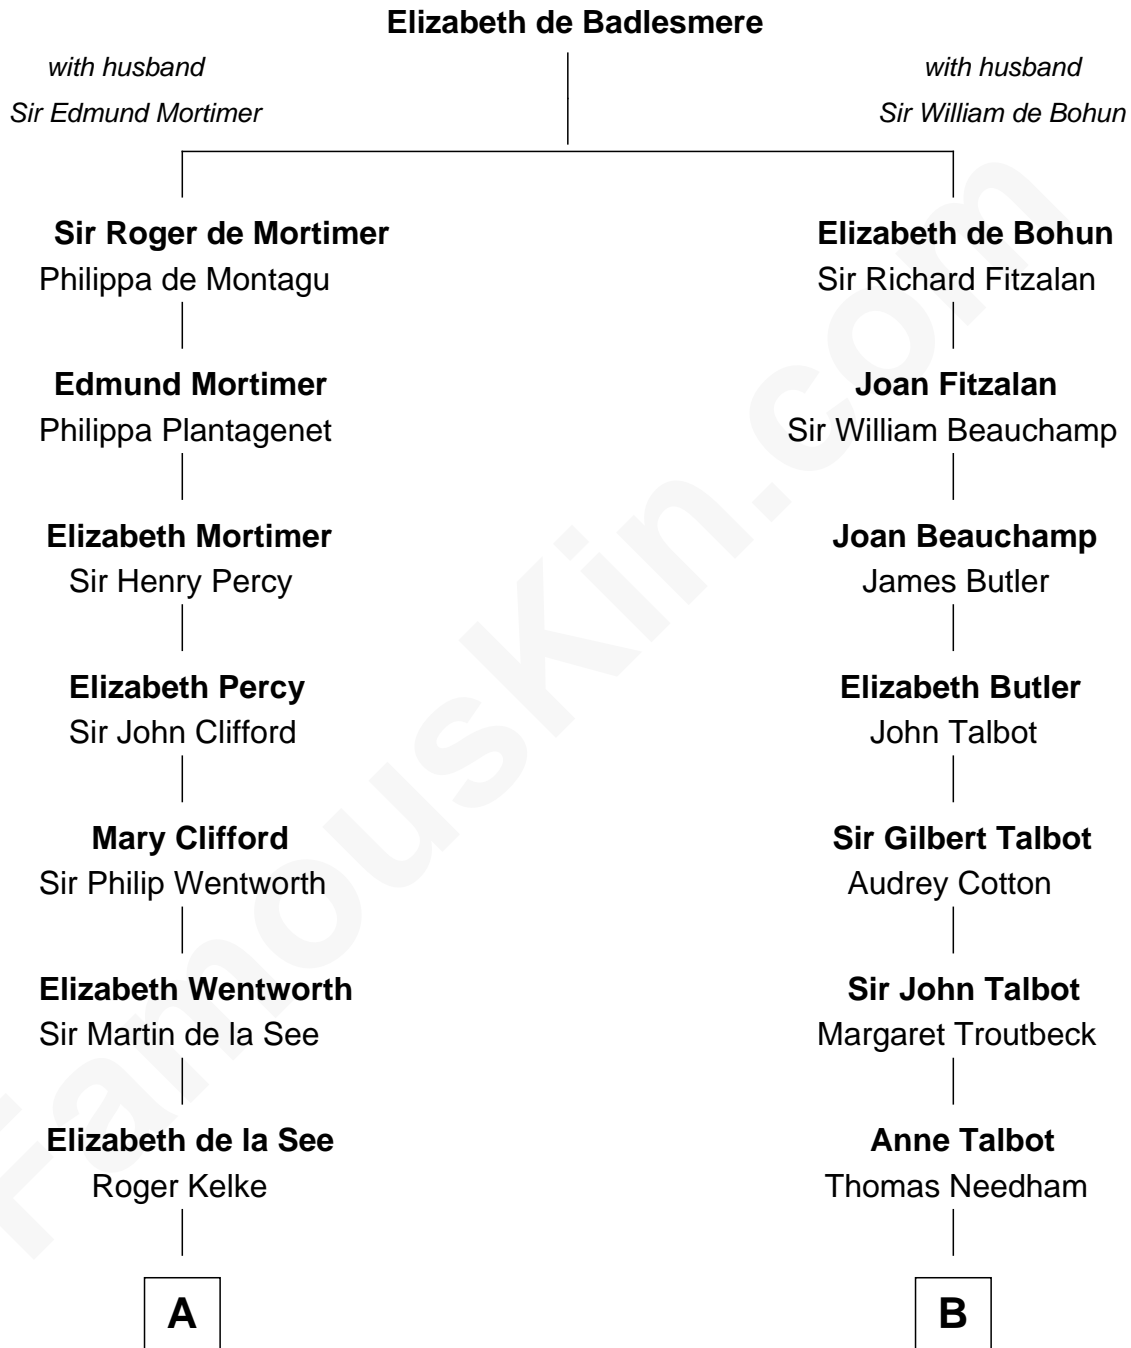 Elizabeth de Badlesmere
with husband
Sir Edmund Mortimer
with husband
Sir William de Bohun
Sir Roger de Mortimer
Philippa de Montagu
Edmund Mortimer
Philippa Plantagenet
Elizabeth Mortimer
Sir Henry Percy
Elizabeth Percy
Sir John Clifford
Mary Clifford
Sir Philip Wentworth
Elizabeth Wentworth
Sir Martin de la See
Elizabeth de la See
Roger Kelke
A
Elizabeth de Bohun
Sir Richard Fitzalan
Joan Fitzalan
Sir William Beauchamp
Joan Beauchamp
James Butler
Elizabeth Butler
John Talbot
Sir Gilbert Talbot
Audrey Cotton
Sir John Talbot
Margaret Troutbeck
Anne Talbot
Thomas Needham
B
FamousKin.com